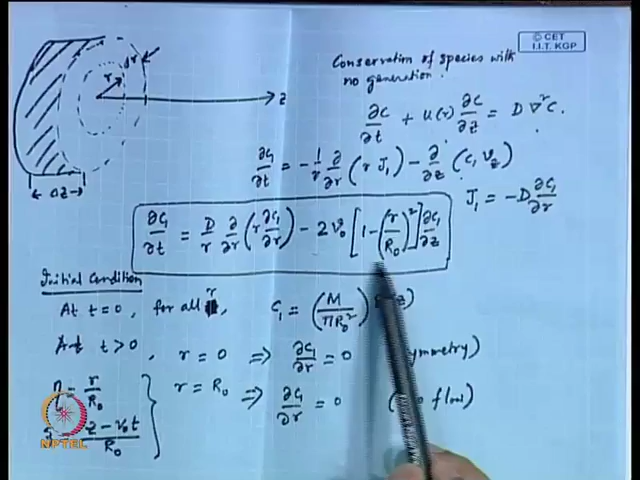 © CET
I.I.T. KGP
Conservation of species with
no generation.
∂c/∂t + u(r) ∂c/∂z = D ∇²c.
r
dr
z
Δz
∂c₁/∂t = -1/r ∂/∂r (r J₁) - ∂/∂z (c₁ v_z)
J₁ = -D ∂c₁/∂r
∂c₁/∂t = D/r ∂/∂r (r ∂c₁/∂r) - 2v₀ [1-(r/R₀)²] ∂c₁/∂z
Initial Condition
At t=0, for all r, c₁ = (M/πR₀²) z)
At t>0, r=0 ⇒ ∂c₁/∂r = 0 ymmetry)
r = R₀ ⇒ ∂c₁/∂r = 0 flow)
η = r/R₀
z - v₀t/R₀
NPTEL